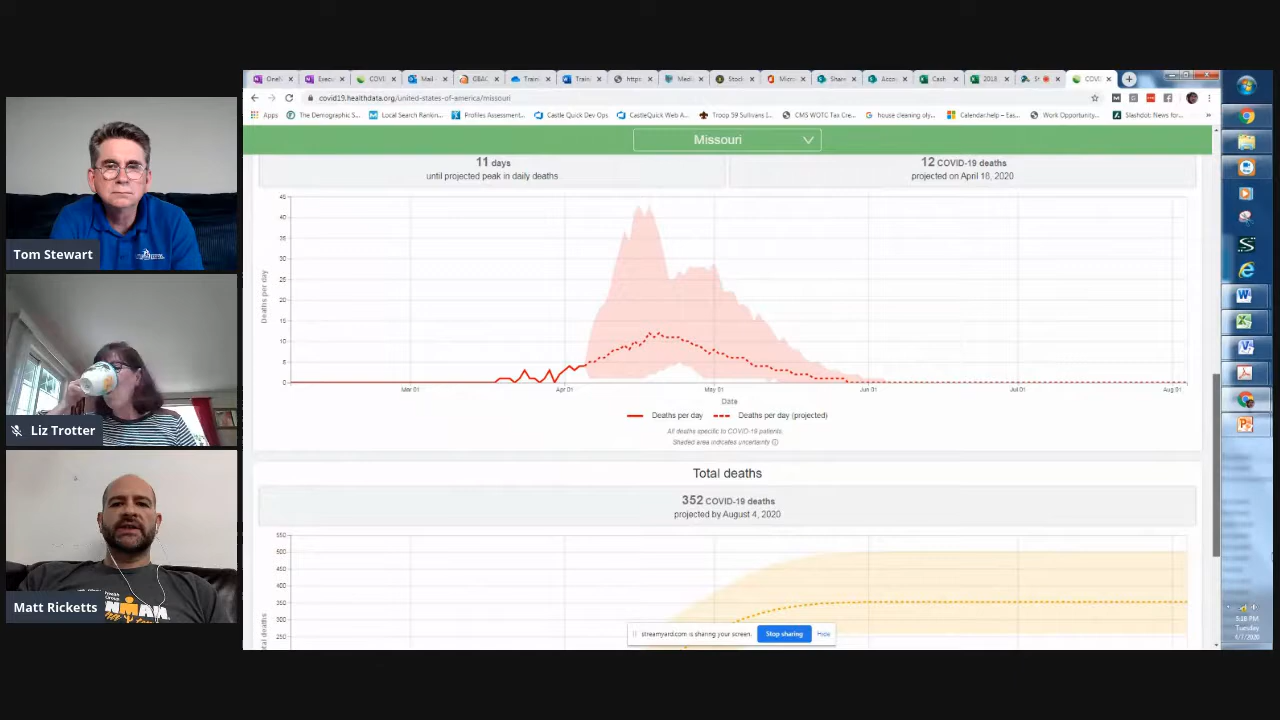 Tom Stewart
Liz Trotter
Matt Ricketts
covid19.healthdata.org/united-states-of-america/missouri
Apps
The Demographic S...
Local Search Rankin...
Profiles Assessment...
Castle Quick Dev Ops
CastleQuick Web A...
Troop 59 Sullivans I...
CMS WOTC Tax Cre...
house cleaning oly...
Calendar.help – Eas...
Work Opportunity...
Slashdot: News for...
Missouri
11 days
until projected peak in daily deaths
12 COVID-19 deaths
projected on April 18, 2020
45
40
35
30
25
20
15
10
5
0
Deaths per day
Mar 01
Apr 01
May 01
Jun 01
Jul 01
Aug 01
Date
Deaths per day
Deaths per day (projected)
All deaths specific to COVID-19 patients.
Shaded area indicates uncertainty
Total deaths
352 COVID-19 deaths
projected by August 4, 2020
550
500
450
400
350
300
250
streamyard.com is sharing your screen.
Stop sharing
Hide
5:18 PM
Tuesday
4/7/2020